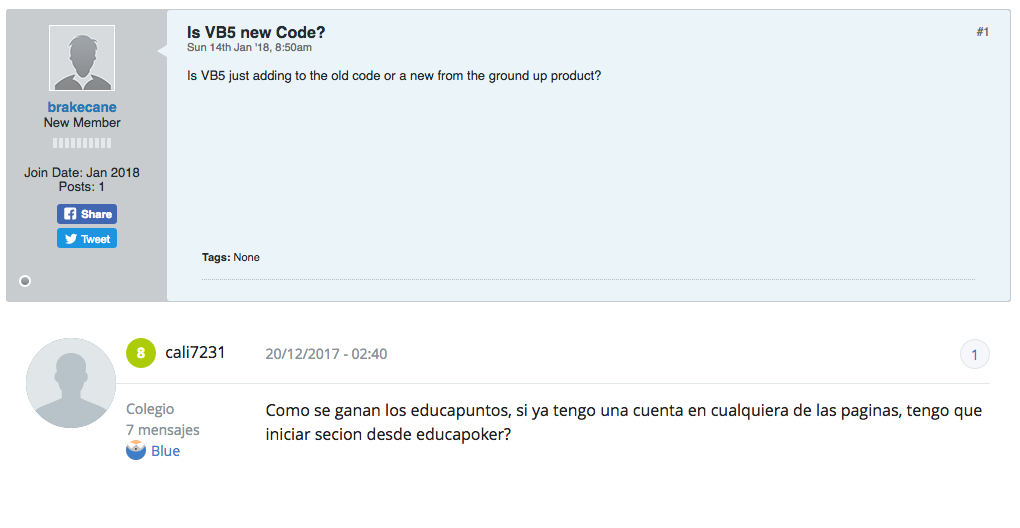 Is VB5 new Code?
#1
Sun 14th Jan '18, 8:50am
Is VB5 just adding to the old code or a new from the ground up product?
brakecane
New Member
Join Date: Jan 2018
Posts: 1
Share
Tweet
Tags: None
8 cali7231
20/12/2017 - 02:40
1
Colegio
7 mensajes
Blue
Como se ganan los educapuntos, si ya tengo una cuenta en cualquiera de las paginas, tengo que
iniciar secion desde educapoker?